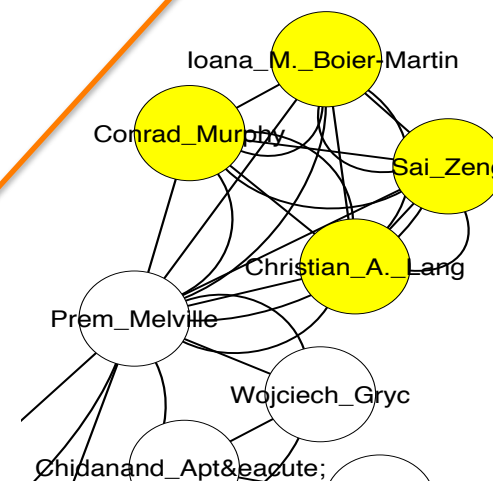 Ioana_M._Boier-Martin
Conrad_Murphy
Sai_Zeng
Christian_A._Lang
Prem_Melville
Wojciech_Gryc
Chidanand_Apt&eacute;